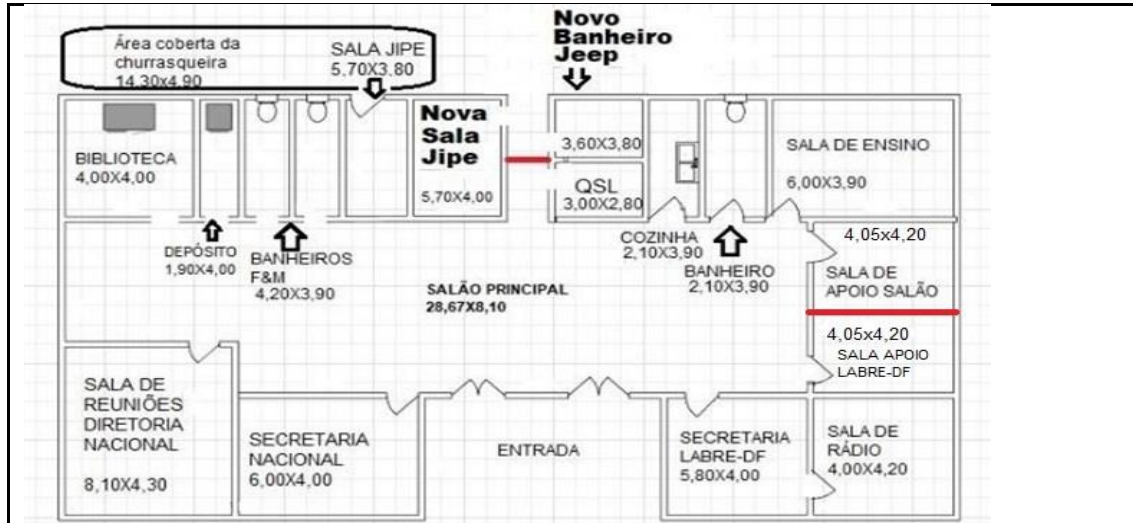 Área coberta da
churrasqueira
14.30x4.90
SALA JIPE
5.70X3.80
Novo
Banheiro
Jeep
BIBLIOTECA
4,00X4,00
Nova
Sala
Jipe
5,70X4,00
3,60X3,80
QSL
3,00X2,80
SALA DE ENSINO
6,00X3,90
DEPÓSITO
1,90X4,00
BANHEIROS
F&M
4,20X3,90
SALÃO PRINCIPAL
28,67X8,10
COZINHA
2,10X3,90
BANHEIRO
2,10X3,90
4,05x4,20
SALA DE
APOIO SALÃO
4,05x4,20
SALA APOIO
LABRE-DF
SALA DE
REUNIÕES
DIRETORIA
NACIONAL
8,10X4,30
SECRETARIA
NACIONAL
6,00X4,00
ENTRADA
SECRETARIA
LABRE-DF
5,80X4,00
SALA DE
RÁDIO
4,00X4,20